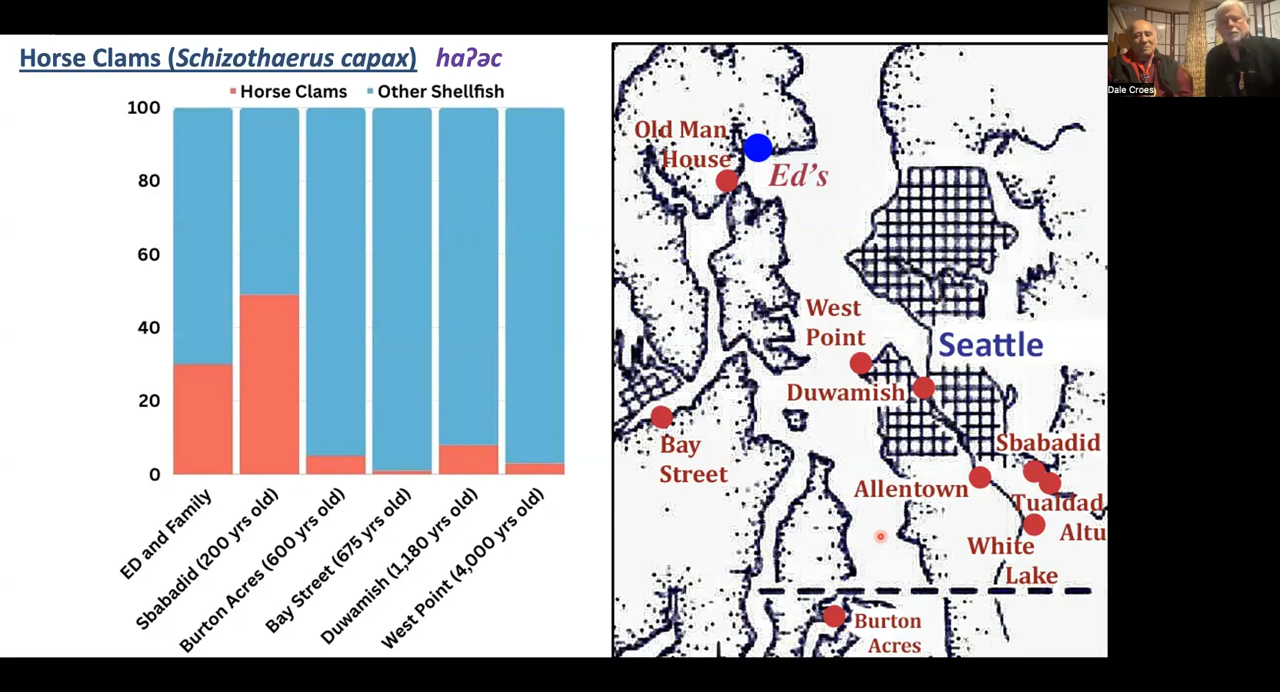 Horse Clams (Schizothaerus capax) haʔəc
Horse Clams Other Shellfish
100
80
60
40
20
0
ED and Family
Sbabadid (200 yrs old)
Burton Acres (600 yrs old)
Bay Street (675 yrs old)
Duwamish (1,180 yrs old)
West Point (4,000 yrs old)
Old Man
House
Ed's
West
Point
Seattle
Duwamish
Bay
Street
Sbabadid
Allentown
Tualdad
Altu
White
Lake
Burton
Acres
Dale Croes